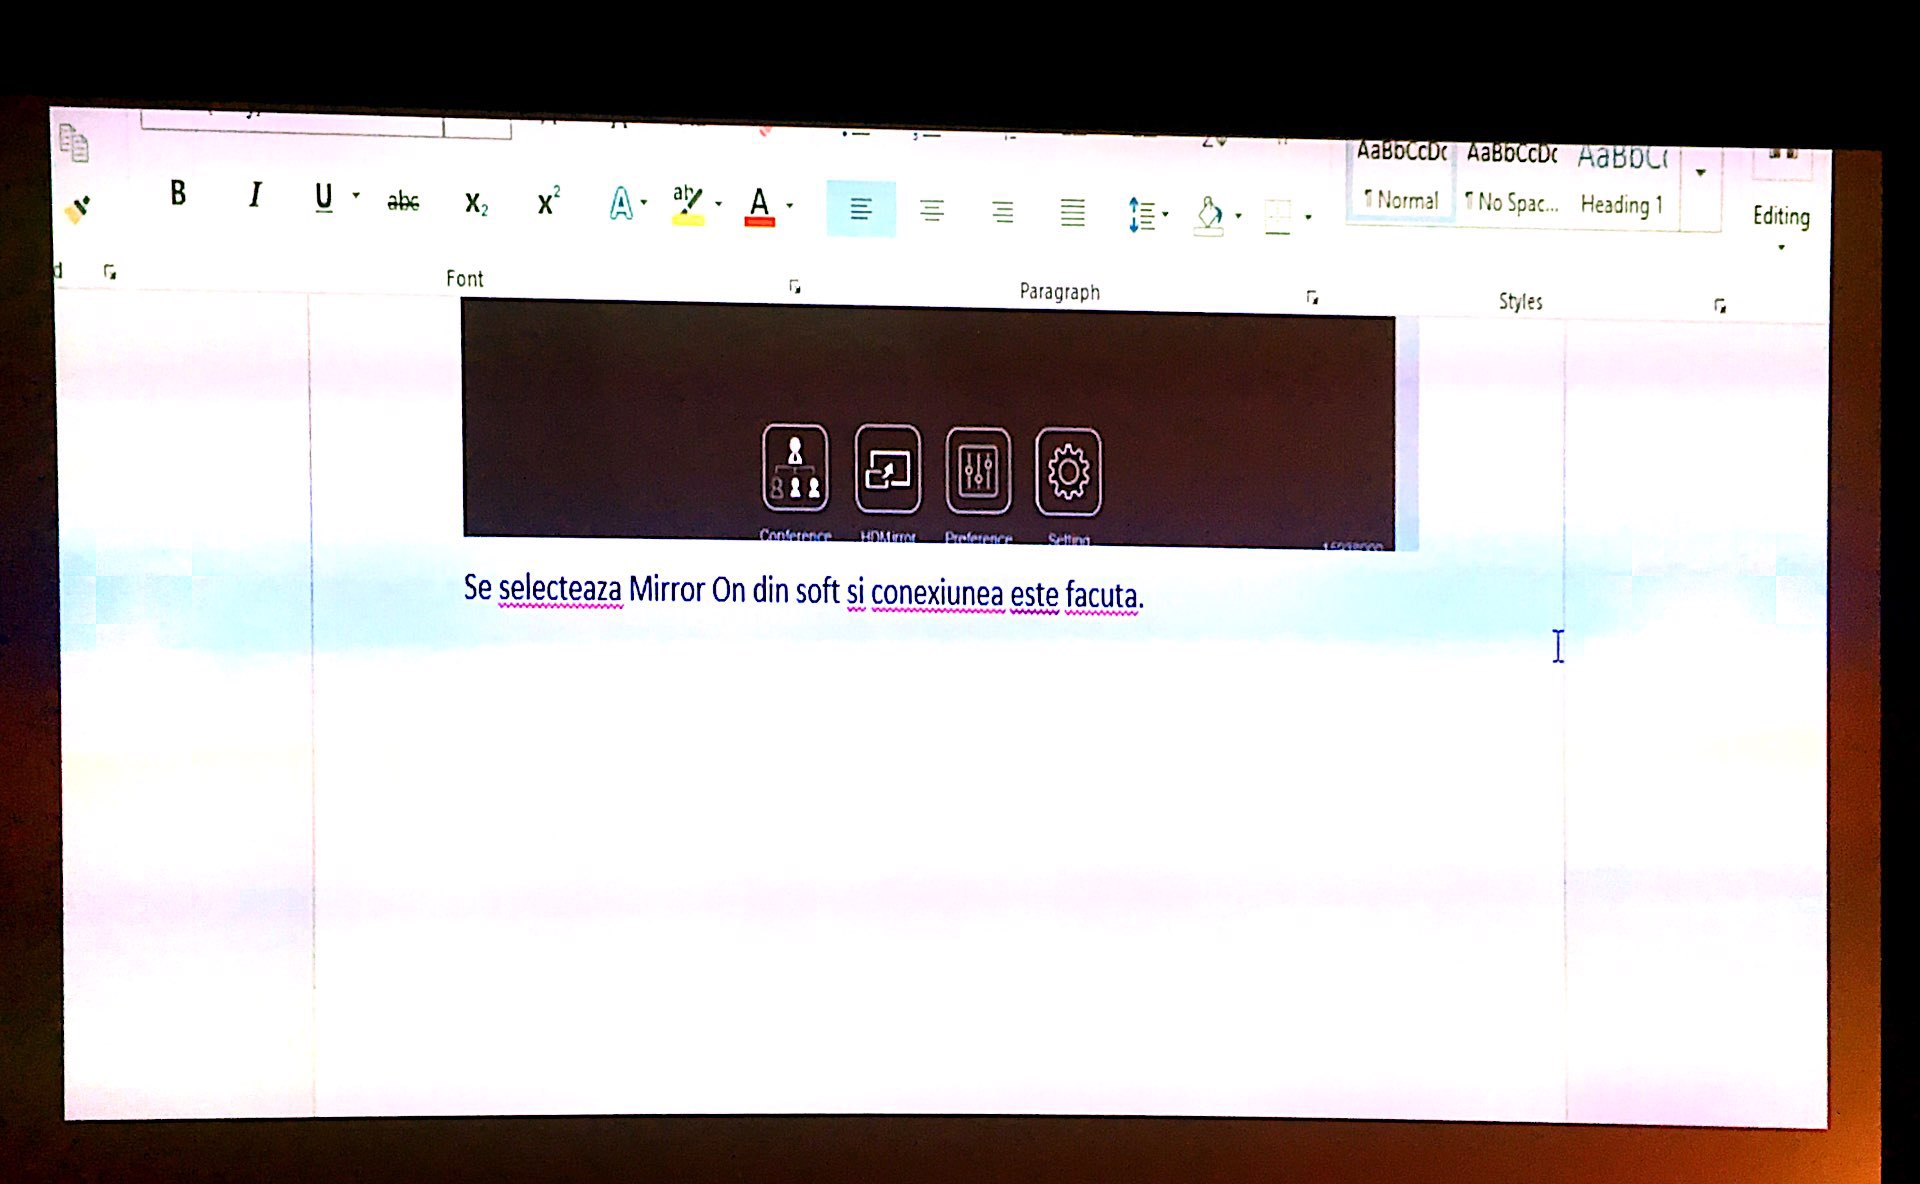 AaBbCcDc AaBbCcDc AaBbC
B I U abc X₂ X² A ab A
¶ Normal ¶ No Spac... Heading 1
Editing
d
Font
Paragraph
Styles
Conference HDMirror Preference Setting
Se selecteaza Mirror On din soft si conexiunea este facuta.